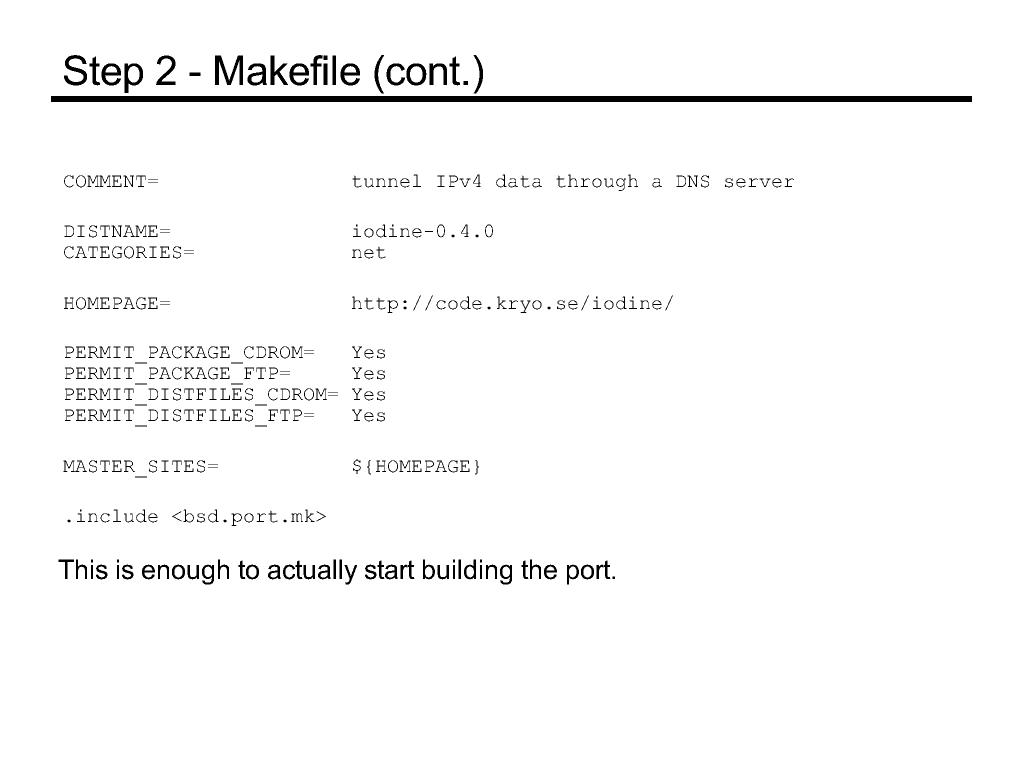 Step 2 - Makefile (cont.)
COMMENT= tunnel IPv4 data through a DNS server
DISTNAME= iodine-0.4.0
CATEGORIES= net
HOMEPAGE= http://code.kryo.se/iodine/
PERMIT_PACKAGE_CDROM= Yes
PERMIT_PACKAGE_FTP= Yes
PERMIT_DISTFILES_CDROM= Yes
PERMIT_DISTFILES_FTP= Yes
MASTER_SITES= ${HOMEPAGE}
.include <bsd.port.mk>
This is enough to actually start building the port.